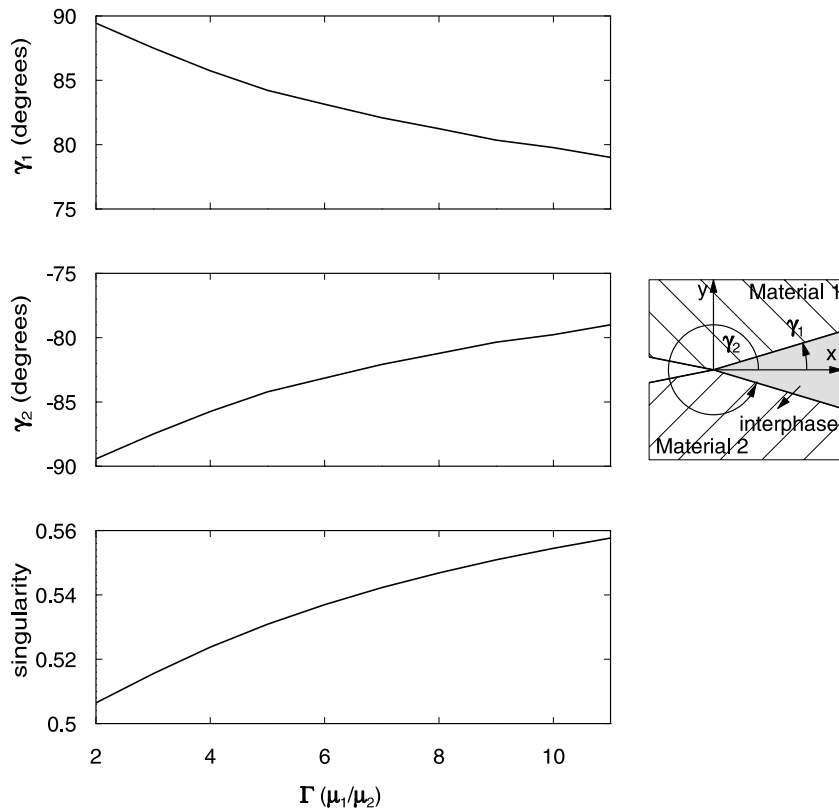 90
85
80
75
γ1 (degrees)
-75
-80
-85
-90
γ2 (degrees)
0.56
0.54
0.52
0.5
singularity
2 4 6 8 10
Γ (μ1/μ2)
y Material 1
γ1
γ2
x
interphase
Material 2